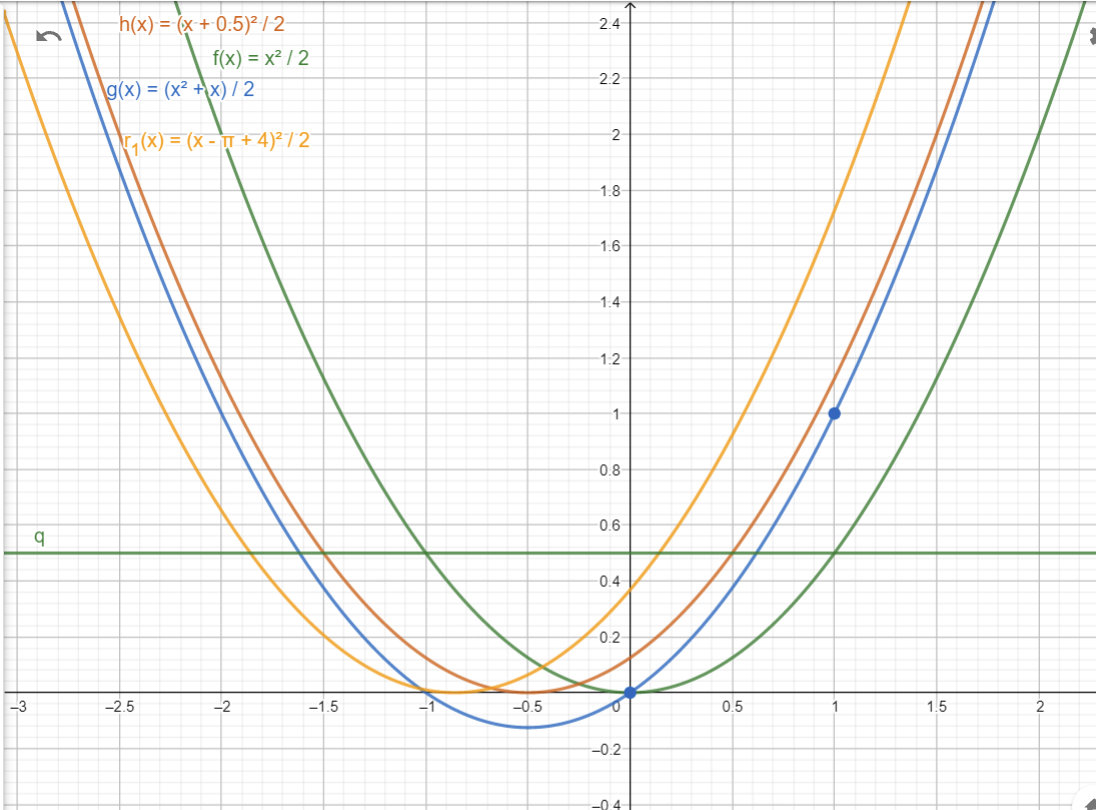 h(x) = (x + 0.5)² / 2
f(x) = x² / 2
g(x) = (x² + x) / 2
r₁(x) = (x - π + 4)² / 2
q
2.4
2.2
2
1.8
1.6
1.4
1.2
1
0.8
0.6
0.4
0.2
–3 –2.5 –2 –1.5 –1 –0.5 0 0.5 1 1.5 2
–0.2
–0.4